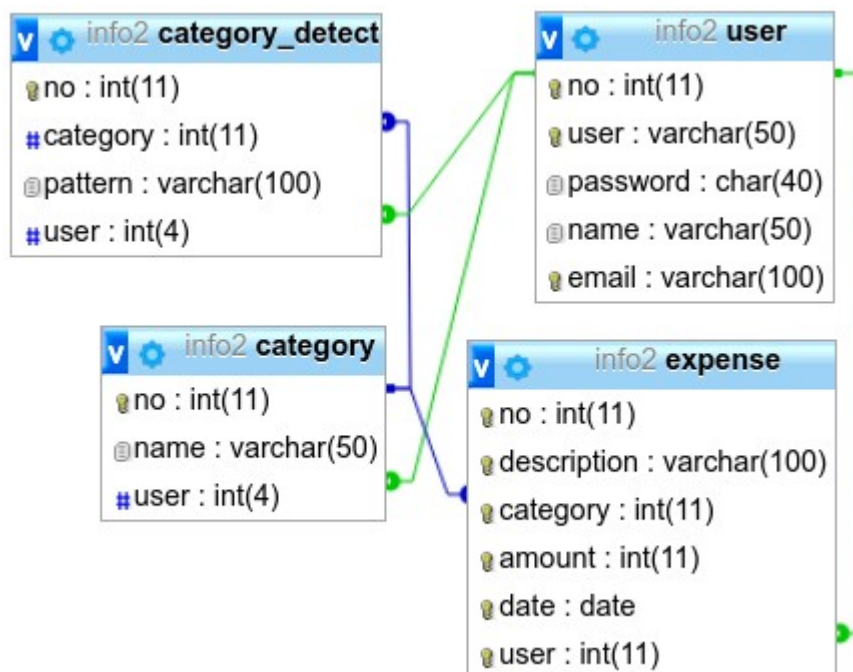 info2 category_detect
no : int(11)
category : int(11)
pattern : varchar(100)
user : int(4)
info2 user
no : int(11)
user : varchar(50)
password : char(40)
name : varchar(50)
email : varchar(100)
info2 category
no : int(11)
name : varchar(50)
user : int(4)
info2 expense
no : int(11)
description : varchar(100)
category : int(11)
amount : int(11)
date : date
user : int(11)